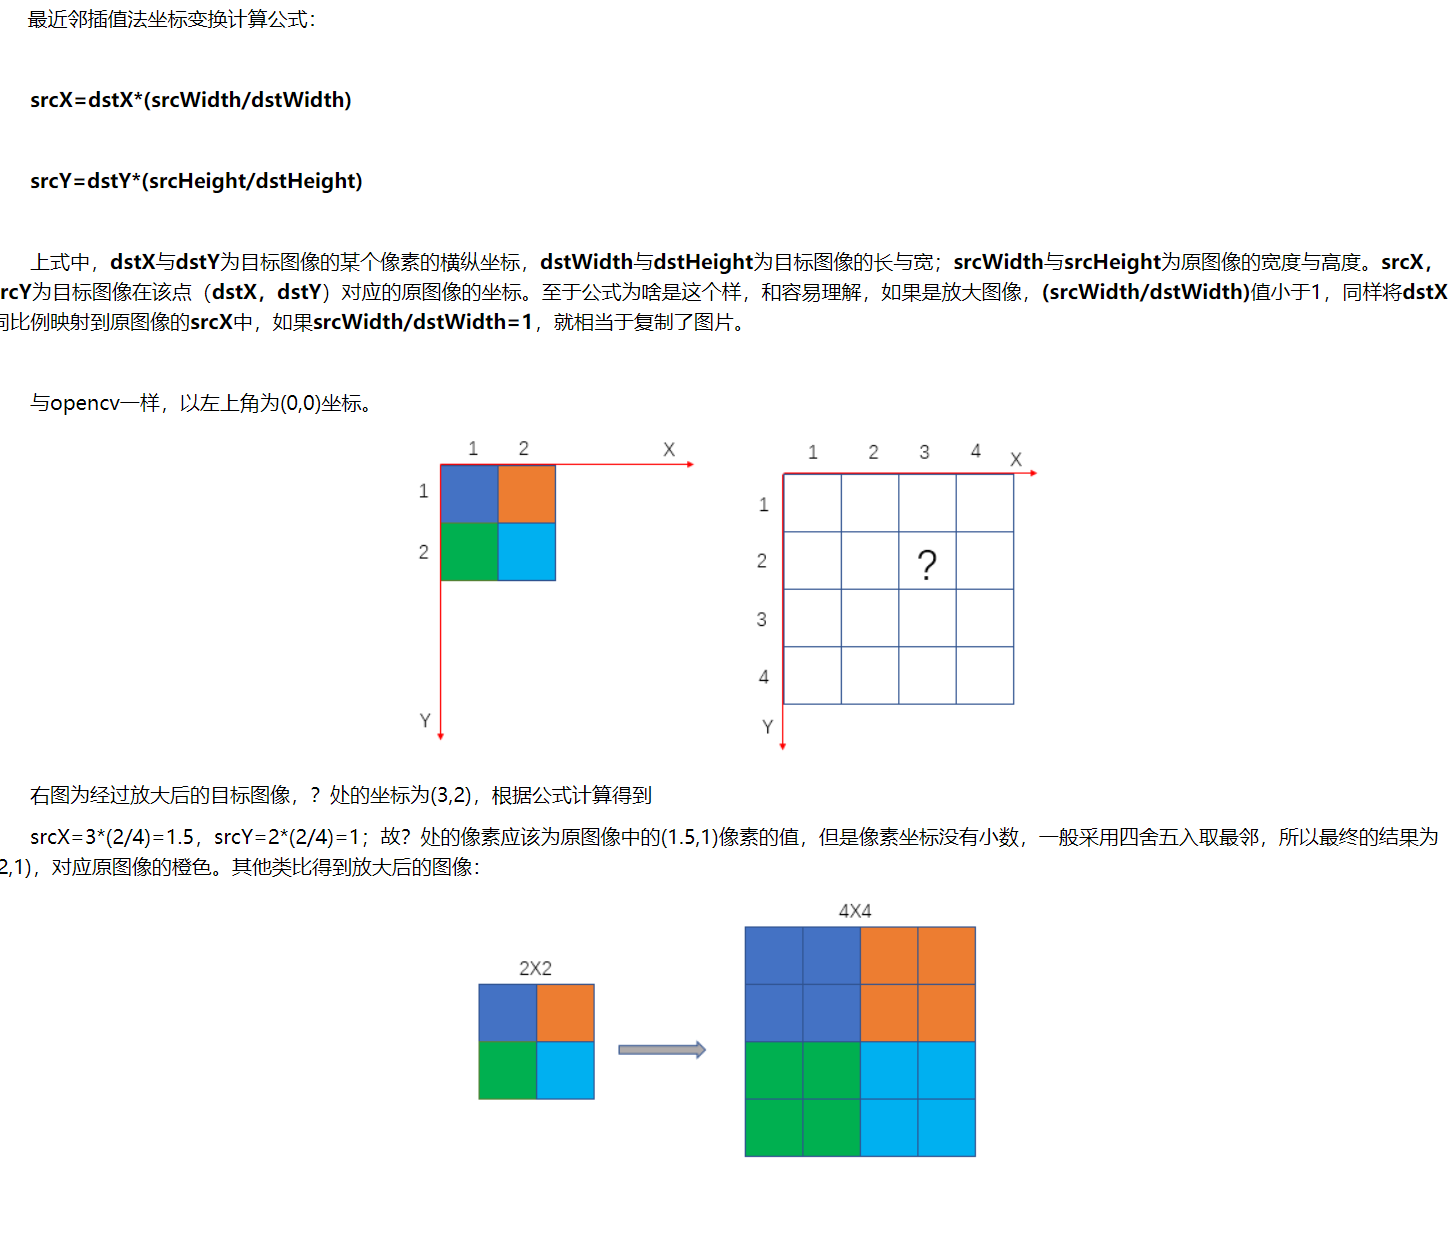 最近邻插值法坐标变换计算公式：
srcX=dstX*(srcWidth/dstWidth)
srcY=dstY*(srcHeight/dstHeight)
上式中，dstX与dstY为目标图像的某个像素的横纵坐标，dstWidth与dstHeight为目标图像的长与宽；srcWidth与srcHeight为原图像的宽度与高度。srcX，
rcY为目标图像在该点（dstX，dstY）对应的原图像的坐标。至于公式为啥是这个样，和容易理解，如果是放大图像，(srcWidth/dstWidth)值小于1，同样将dstX
同比例映射到原图像的srcX中，如果srcWidth/dstWidth=1，就相当于复制了图片。
与opencv一样，以左上角为(0,0)坐标。
1 2 X
1
2
Y
1 2 3 4 X
1
2 ?
3
4
Y
右图为经过放大后的目标图像，？处的坐标为(3,2)，根据公式计算得到
srcX=3*(2/4)=1.5，srcY=2*(2/4)=1；故？处的像素应该为原图像中的(1.5,1)像素的值，但是像素坐标没有小数，一般采用四舍五入取最邻，所以最终的结果为
2,1)，对应原图像的橙色。其他类比得到放大后的图像：
2X2
4X4